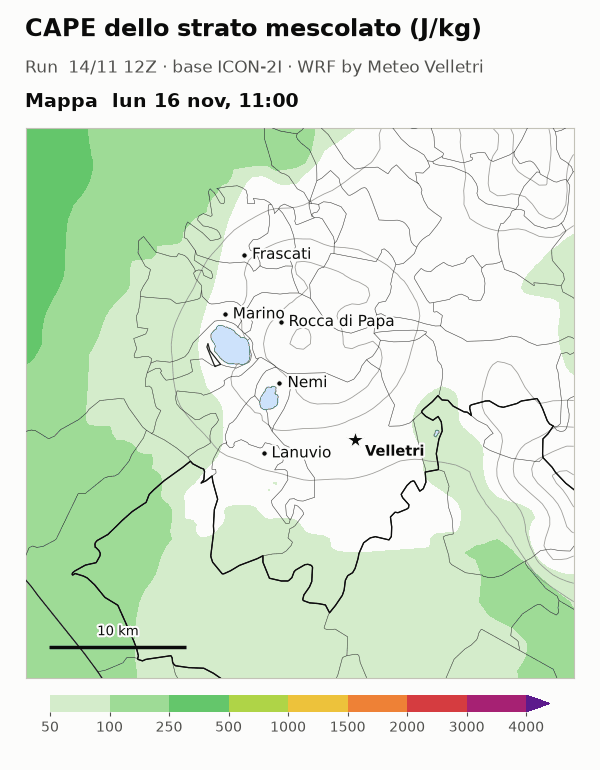 CAPE dello strato mescolato (J/kg)
Run  14/11 12Z · base ICON-2I · WRF by Meteo Velletri
Mappa  lun 16 nov, 11:00
Frascati
Marino
Rocca di Papa
Nemi
Velletri
Lanuvio
10 km
50 100 250 500 1000 1500 2000 3000 4000